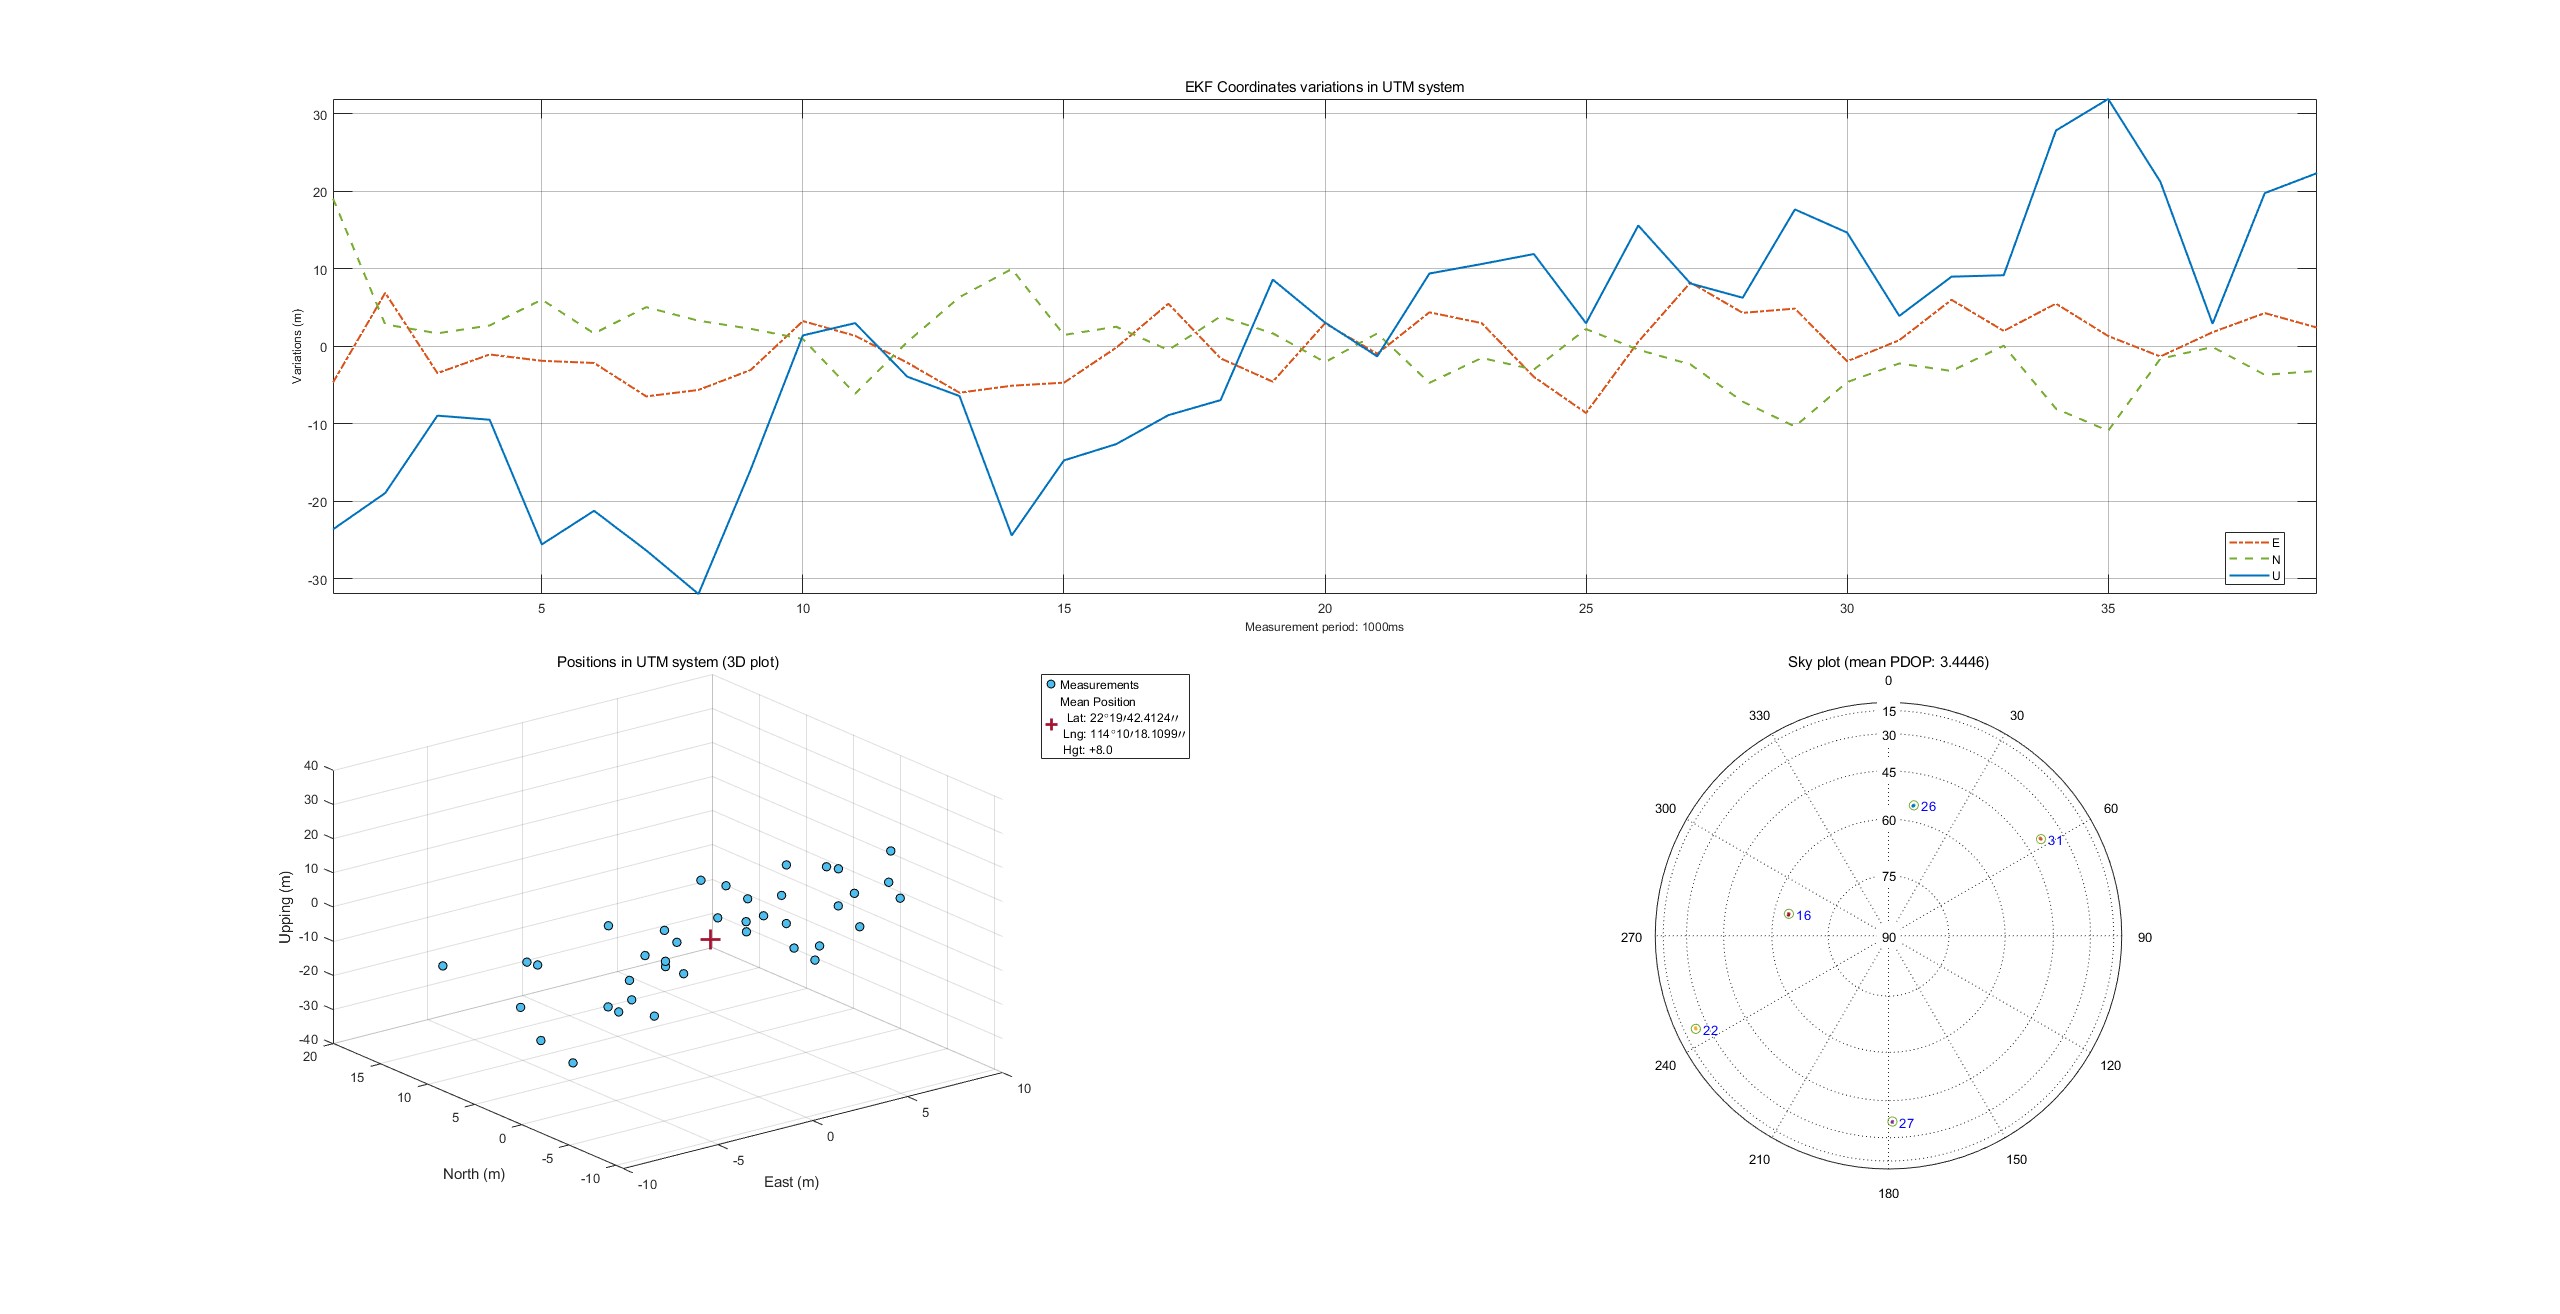 EKF Coordinates variations in UTM system
30
20
10
0
-10
-20
-30
Variations (m)
E
N
U
5 10 15 20 25 30 35
Measurement period: 1000ms
Positions in UTM system (3D plot)
40
30
20
10
0
-10
-20
-30
-40
Upping (m)
20
15
10
5
0
-5
-10
North (m)
-10
-5
0
5
10
East (m)
Measurements
Mean Position
Lat: 22°19′42.4124′′
Lng: 114°10′18.1099′′
Hgt: +8.0
Sky plot (mean PDOP: 3.4446)
0
330 15 30
30
45
300 26 60
60
31
75
16
270 90 90
22
240 120
27
210 150
180